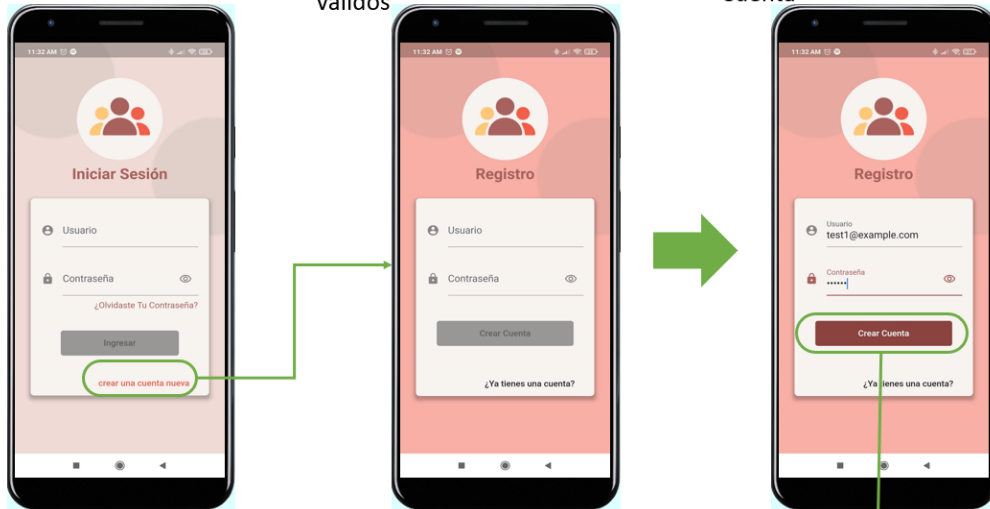 válidos
cuenta
11:32 AM
Iniciar Sesión
Usuario
Contraseña
¿Olvidaste Tu Contraseña?
Ingresar
crear una cuenta nueva
11:32 AM
Registro
Usuario
Contraseña
Crear Cuenta
¿Ya tienes una cuenta?
11:32 AM
Registro
Usuario
test1@example.com
Contraseña
••••••
Crear Cuenta
¿Ya tienes una cuenta?